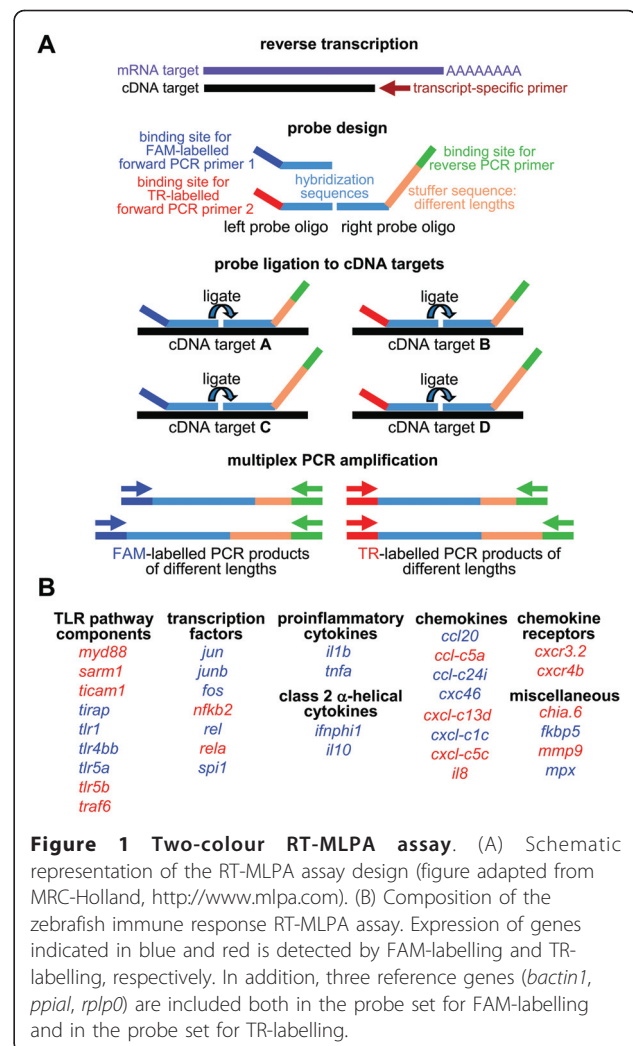 A
reverse transcription
mRNA target AAAAAAAA
cDNA target transcript-specific primer
probe design
binding site for
FAM-labelled
forward PCR primer 1
binding site for
TR-labelled
forward PCR primer 2
hybridization
sequences
binding site for
reverse PCR primer
stuffer sequence:
different lengths
left probe oligo right probe oligo
probe ligation to cDNA targets
ligate
cDNA target A
ligate
cDNA target B
ligate
cDNA target C
ligate
cDNA target D
multiplex PCR amplification
FAM-labelled PCR products
of different lengths
TR-labelled PCR products of
different lengths
B
TLR pathway
components
myd88
sarm1
ticam1
tirap
tlr1
tlr4bb
tlr5a
tlr5b
traf6
transcription
factors
jun
junb
fos
nfkb2
rel
rela
spi1
proinflammatory
cytokines
il1b
tnfa
class 2 α-helical
cytokines
ifnphi1
il10
chemokines
ccl20
ccl-c5a
ccl-c24i
cxc46
cxcl-c13d
cxcl-c1c
cxcl-c5c
il8
chemokine
receptors
cxcr3.2
cxcr4b
miscellaneous
chia.6
fkbp5
mmp9
mpx
Figure 1 Two-colour RT-MLPA assay. (A) Schematic
representation of the RT-MLPA assay design (figure adapted from
MRC-Holland, http://www.mlpa.com). (B) Composition of the
zebrafish immune response RT-MLPA assay. Expression of genes
indicated in blue and red is detected by FAM-labelling and TR-
labelling, respectively. In addition, three reference genes (bactin1,
ppial, rplp0) are included both in the probe set for FAM-labelling
and in the probe set for TR-labelling.